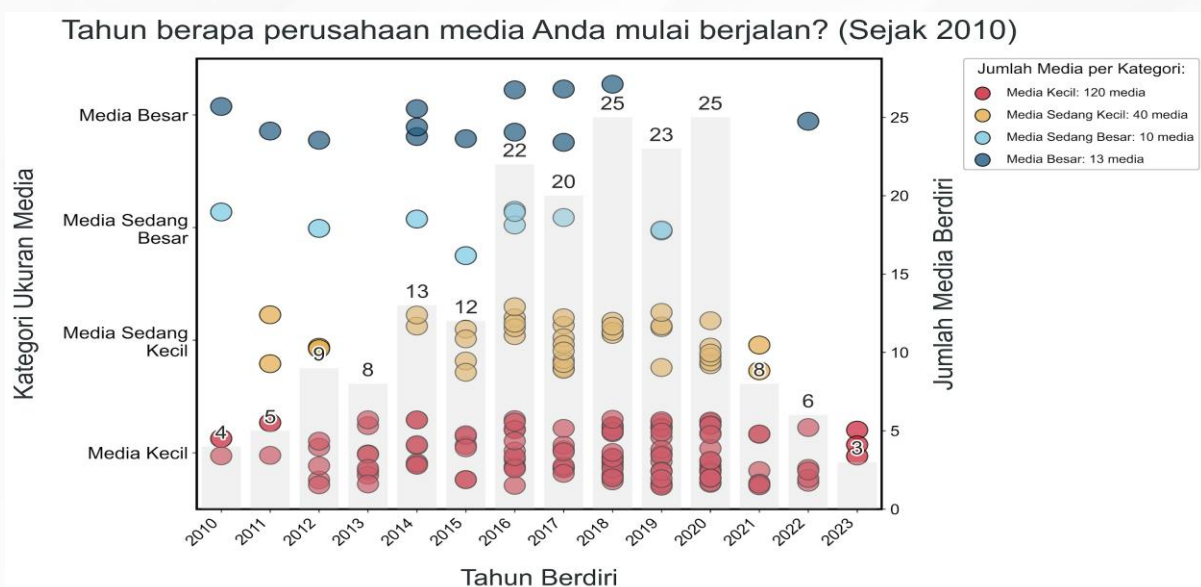 Tahun berapa perusahaan media Anda mulai berjalan? (Sejak 2010)
Jumlah Media per Kategori:
Media Kecil: 120 media
Media Sedang Kecil: 40 media
Media Sedang Besar: 10 media
Media Besar: 13 media
Kategori Ukuran Media
Media Besar
Media Sedang
Besar
Media Sedang
Kecil
Media Kecil
4
5
9
8
13
12
22
20
25
23
25
8
6
3
25
20
15
10
5
0
Jumlah Media Berdiri
2010
2011
2012
2013
2014
2015
2016
2017
2018
2019
2020
2021
2022
2023
Tahun Berdiri